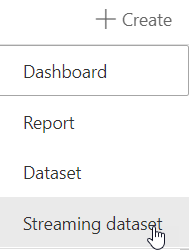 Create
Dashboard
Report
Dataset
Streaming dataset